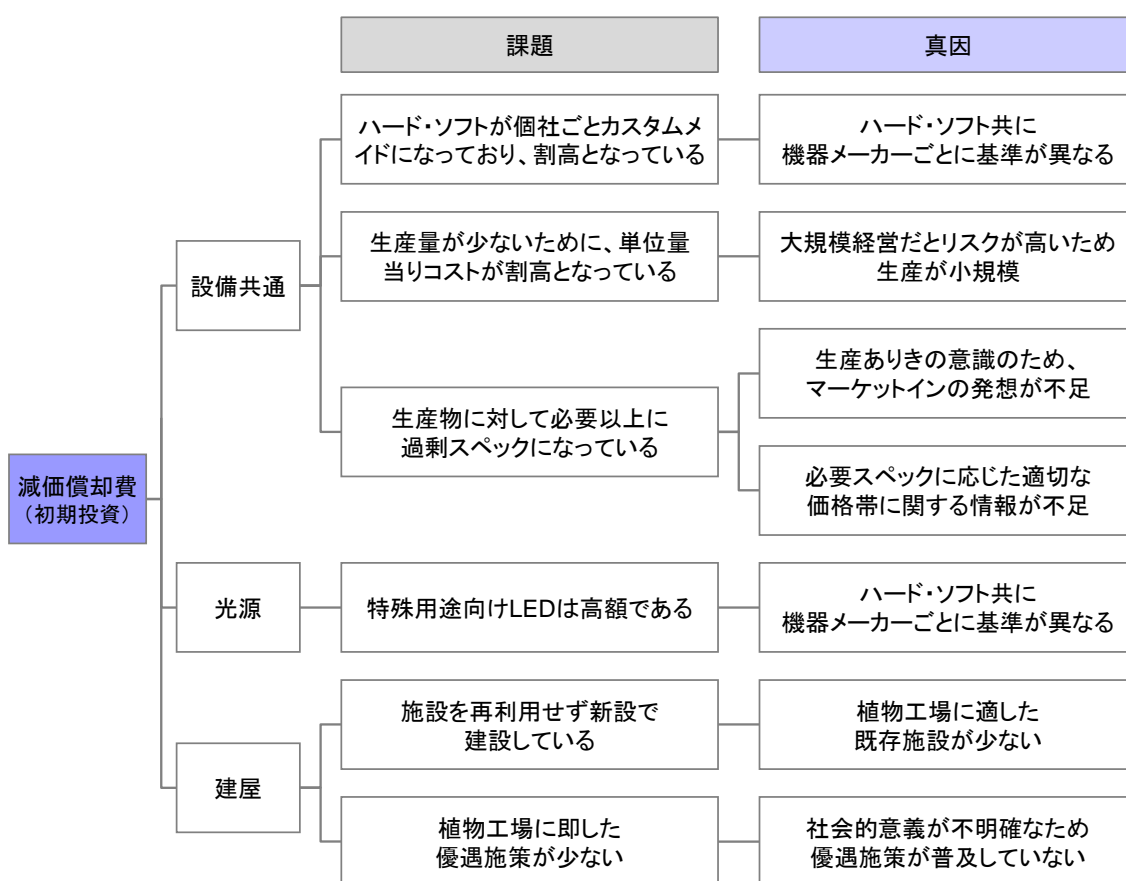 課題
真因
ハード・ソフトが個社ごとカスタムメ
イドになっており、割高となっている
ハード・ソフト共に
機器メーカーごとに基準が異なる
生産量が少ないために、単位量
当りコストが割高となっている
大規模経営だとリスクが高いため
生産が小規模
設備共通
生産物に対して必要以上に
過剰スペックになっている
生産ありきの意識のため、
マーケットインの発想が不足
必要スペックに応じた適切な
価格帯に関する情報が不足
減価償却費
（初期投資）
光源
特殊用途向けLEDは高額である
ハード・ソフト共に
機器メーカーごとに基準が異なる
建屋
施設を再利用せず新設で
建設している
植物工場に適した
既存施設が少ない
植物工場に即した
優遇施策が少ない
社会的意義が不明確なため
優遇施策が普及していない